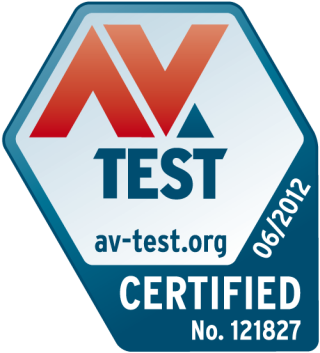 AV
TEST
av-test.org
06/2012
CERTIFIED
No. 121827